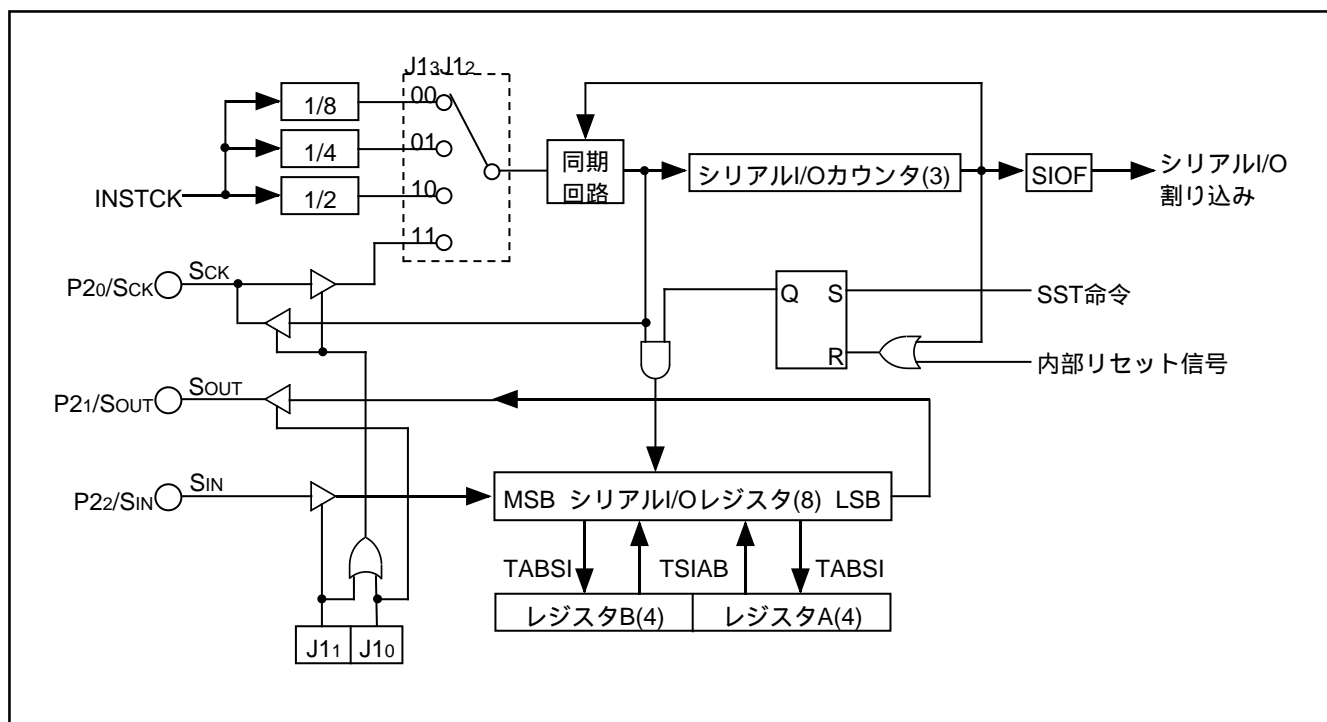 J13J12
1/8
00
1/4
01
1/2
10
11
INSTCK
同期
回路
シリアルI/Oカウンタ(3)
SIOF
シリアルI/O
割り込み
P20/SCK
SCK
Q
S
R
SST命令
内部リセット信号
P21/SOUT
SOUT
P22/SIN
SIN
MSB シリアルI/Oレジスタ(8) LSB
TABSI
TSIAB
TABSI
レジスタB(4)
レジスタA(4)
J11
J10